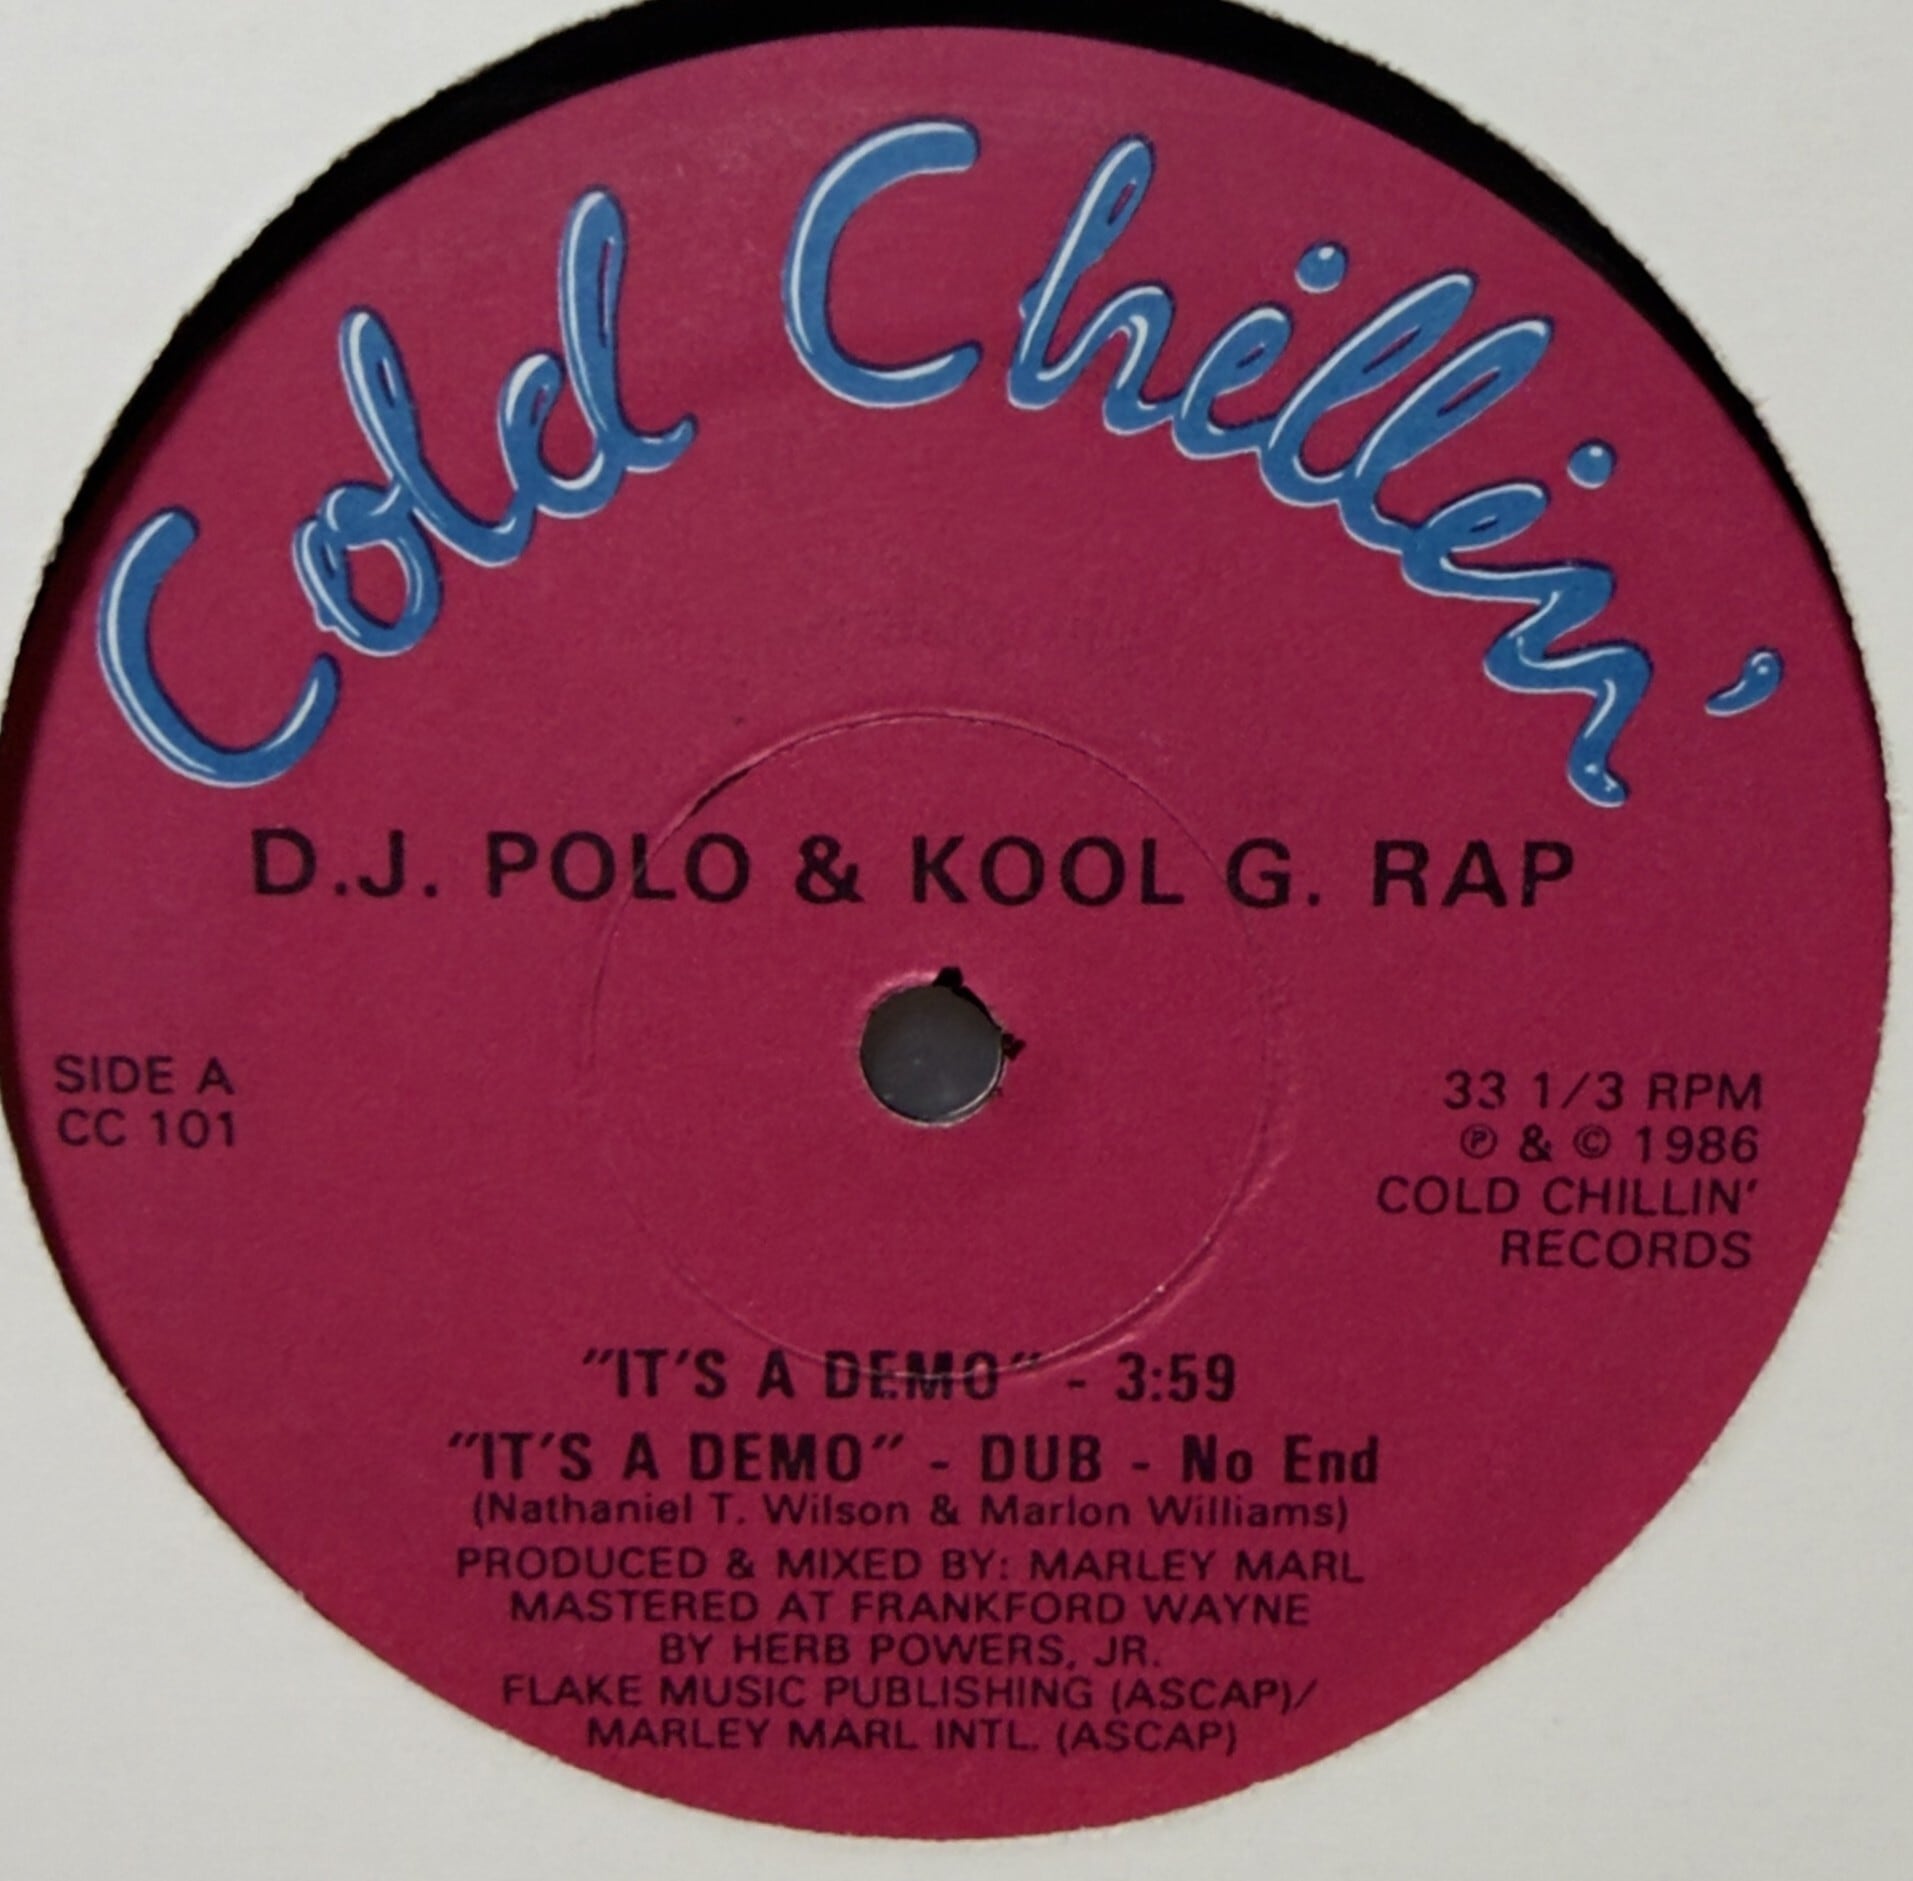 Cold Chillin'
D.J. POLO & KOOL G. RAP
SIDE A
CC 101
33 1/3 RPM
℗ & © 1986
COLD CHILLIN'
RECORDS
"IT'S A DEMO" - 3:59
"IT'S A DEMO" - DUB - No End
(Nathaniel T. Wilson & Marlon Williams)
PRODUCED & MIXED BY: MARLEY MARL
MASTERED AT FRANKFORD WAYNE
BY HERB POWERS, JR.
FLAKE MUSIC PUBLISHING (ASCAP)/
MARLEY MARL INTL. (ASCAP)